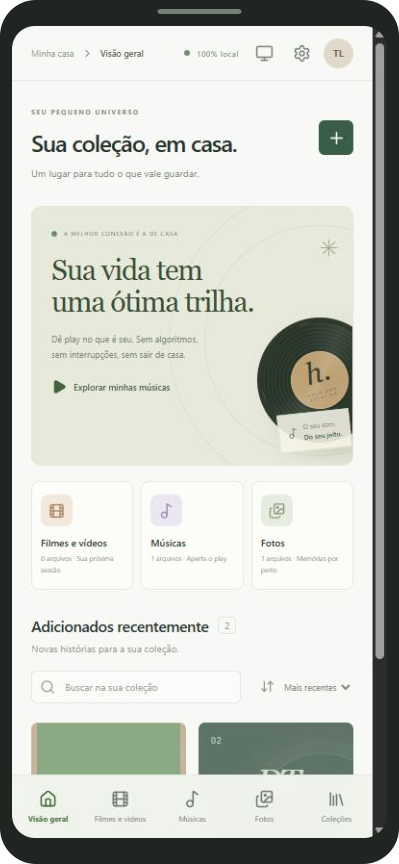 Minha casa > Visão geral
100% local
TL
SEU PEQUENO UNIVERSO
Sua coleção, em casa.
Um lugar para tudo o que vale guardar.
A MELHOR CONEXÃO É A DE CASA
Sua vida tem
uma ótima trilha.
Dê play no que é seu. Sem algoritmos,
sem interrupções, sem sair de casa.
Explorar minhas músicas
h.
O seu som.
Do seu jeito.
Filmes e vídeos
0 arquivos · Sua próxima
sessão
Músicas
1 arquivos · Aperte o play
Fotos
1 arquivos · Memórias por
perto
Adicionados recentemente 2
Novas histórias para a sua coleção.
Buscar na sua coleção
Mais recentes
02
Visão geral
Filmes e vídeos
Músicas
Fotos
Coleções